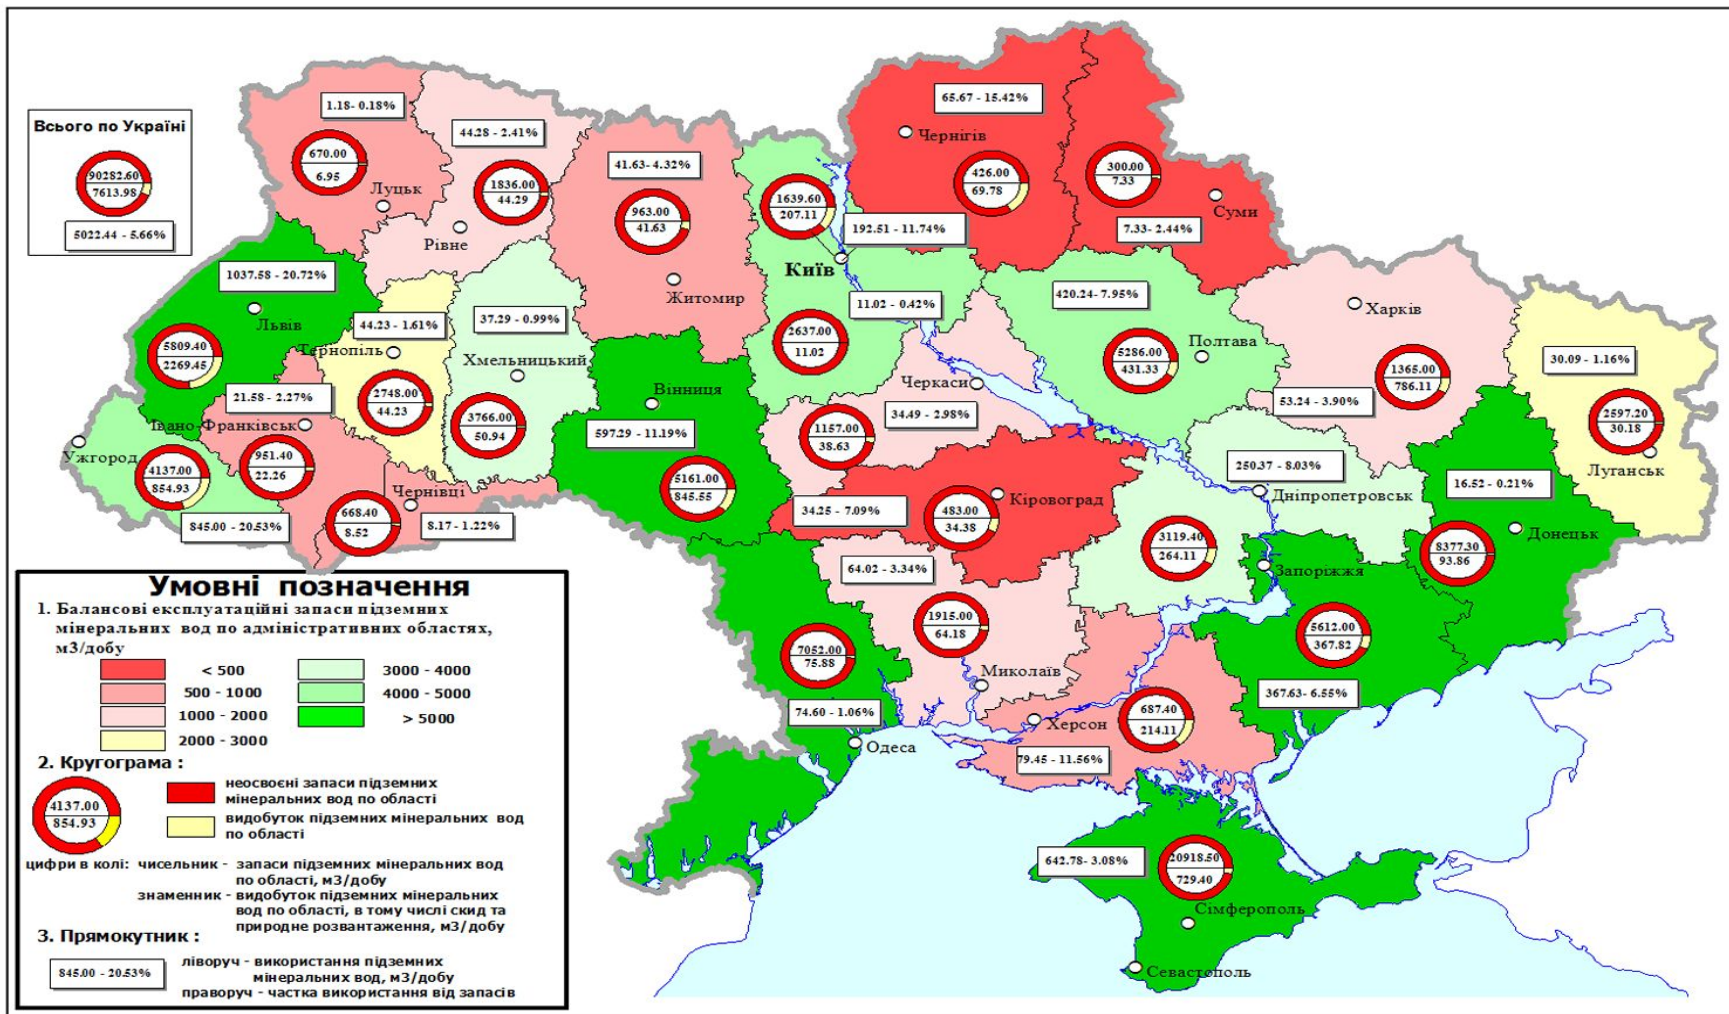 Всього по Україні
90282.60
7613.98
5022.44 - 5.66%
1.18- 0.18%
670.00
6.95
Луцьк
44.28 - 2.41%
1836.00
44.29
Рівне
41.63- 4.32%
963.00
41.63
Житомир
1639.60
207.11
192.51 - 11.74%
Київ
11.02 - 0.42%
2637.00
11.02
65.67 - 15.42%
Чернігів
426.00
69.78
300.00
7.33
Суми
7.33- 2.44%
1037.58 - 20.72%
Львів
5809.40
2269.45
44.23 - 1.61%
Тернопіль
2748.00
44.23
37.29 - 0.99%
Хмельницький
3766.00
50.94
Вінниця
597.29 - 11.19%
5161.00
845.55
Черкаси
34.49 - 2.98%
1157.00
38.63
420.24- 7.95%
Полтава
5286.00
431.33
Харків
1365.00
786.11
53.24 - 3.90%
30.09 - 1.16%
2597.20
30.18
Луганськ
21.58 - 2.27%
Івано-Франківськ
951.40
22.26
Ужгород
4137.00
854.93
845.00 - 20.53%
Чернівці
668.40
8.52
8.17 - 1.22%
Кіровоград
34.25 - 7.09%
483.00
34.38
250.37 - 8.03%
Дніпропетровськ
3119.40
264.11
16.52 - 0.21%
Донецьк
8377.30
93.86
Запоріжжя
5612.00
367.82
367.63- 6.55%
64.02 - 3.34%
1915.00
64.18
Миколаїв
7052.00
75.88
74.60 - 1.06%
Одеса
Херсон
687.40
214.11
79.45 - 11.56%
642.78- 3.08%
20918.50
729.40
Сімферополь
Севастополь
Умовні позначення
1. Балансові експлуатаційні запаси підземних
мінеральних вод по адміністративних областях,
м3/добу
< 500
500 - 1000
1000 - 2000
2000 - 3000
3000 - 4000
4000 - 5000
> 5000
2. Кругограма :
4137.00
854.93
неосвоєні запаси підземних
мінеральних вод по області
видобуток підземних мінеральних вод
по області
цифри в колі: чисельник - запаси підземних мінеральних вод
по області, м3/добу
знаменник - видобуток підземних мінеральних
вод по області, в тому числі скид та
природне розвантаження, м3/добу
3. Прямокутник :
845.00 - 20.53%
ліворуч - використання підземних
мінеральних вод, м3/добу
праворуч - частка використання від запасів